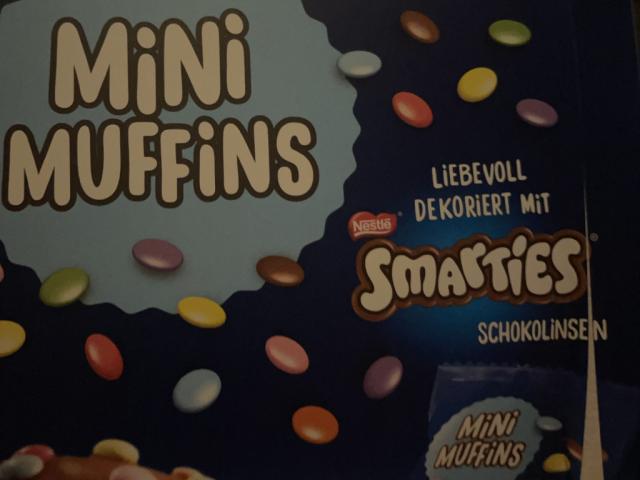 MiNi
MUFFiNS
LiEBEVOLL
DEKORiERT MiT
Nestlé
SMARTiES
SCHOKOLiNSEN
MiNi
MUFFiNS